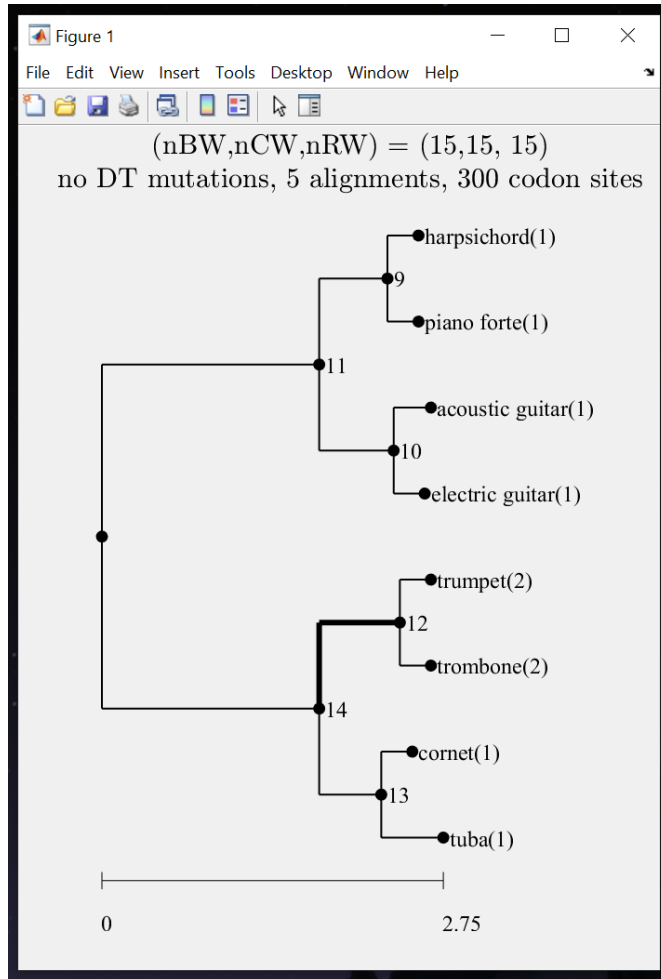 Figure 1
File Edit View Insert Tools Desktop Window Help
(nBW,nCW,nRW) = (15,15, 15)
no DT mutations, 5 alignments, 300 codon sites
harpsichord(1)
9
piano forte(1)
11
acoustic guitar(1)
10
electric guitar(1)
trumpet(2)
12
trombone(2)
14
cornet(1)
13
tuba(1)
0 2.75